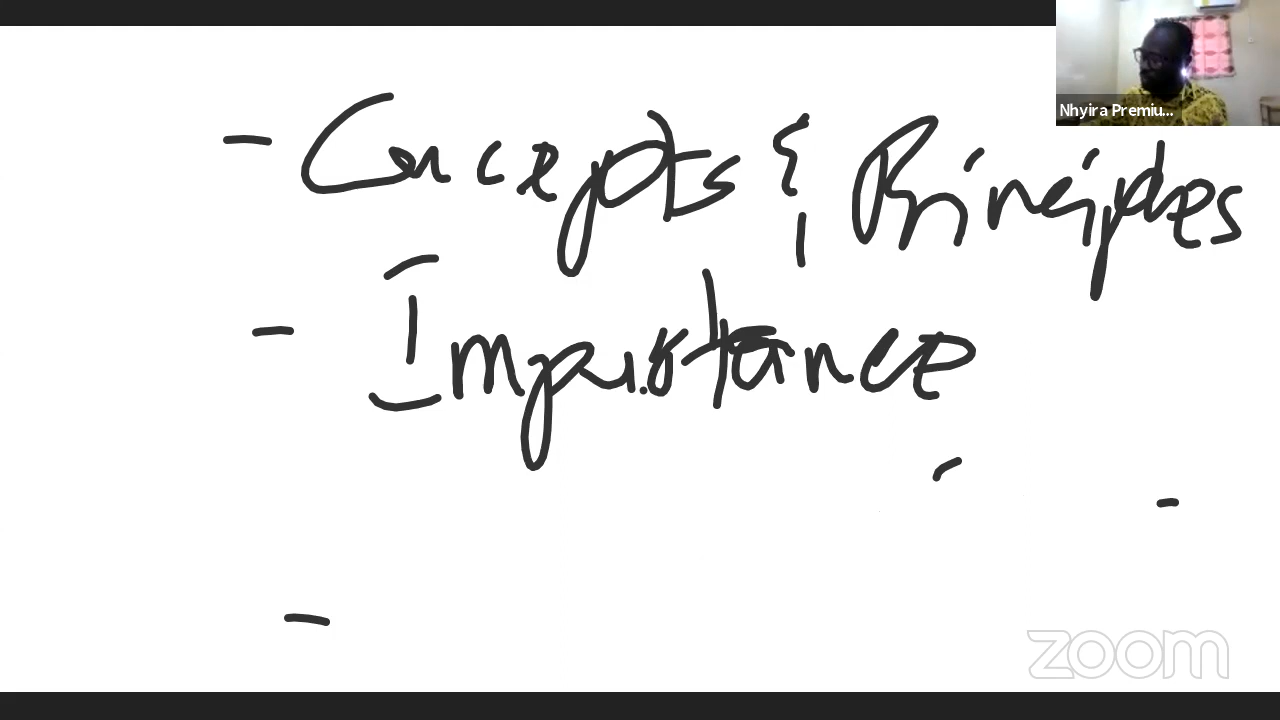 Nhyira Premiu...
- Concepts & Principles
- Importance
-
zoom